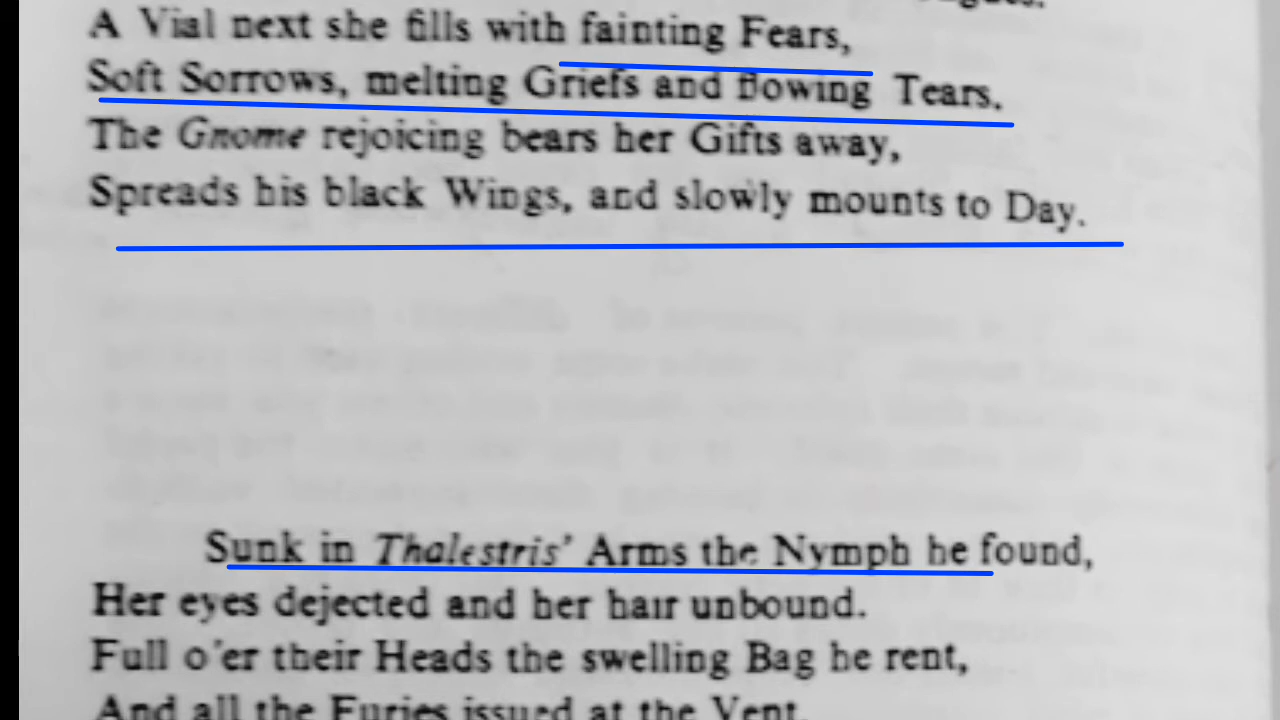 A Vial next she fills with fainting Fears,
Soft Sorrows, melting Griefs and flowing Tears.
The Gnome rejoicing bears her Gifts away,
Spreads his black Wings, and slowly mounts to Day.
Sunk in Thalestris' Arms the Nymph he found,
Her eyes dejected and her hair unbound.
Full o'er their Heads the swelling Bag he rent,
And all the Furies issued at the Vent.